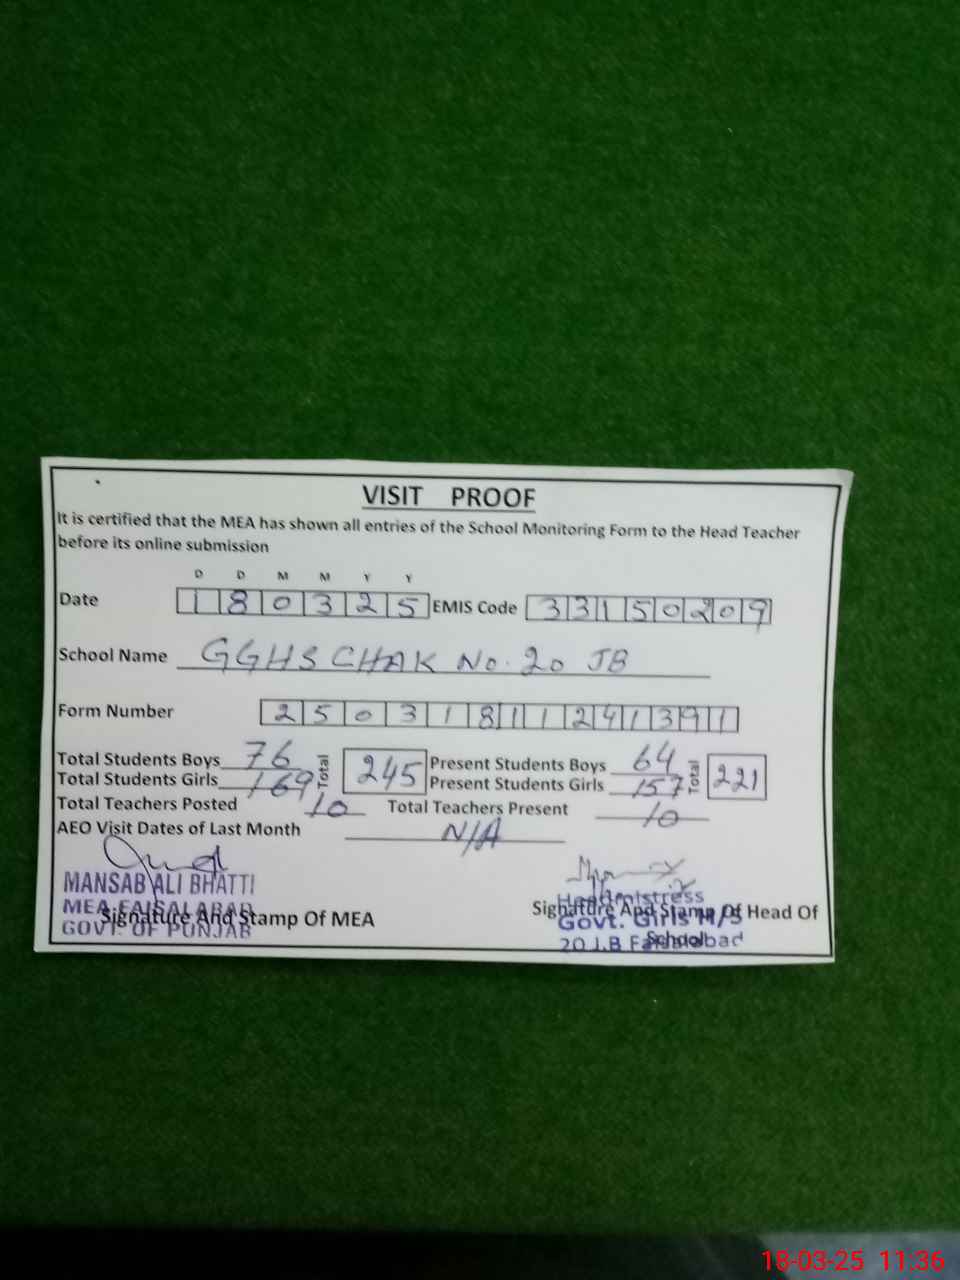 VISIT PROOF
It is certified that the MEA has shown all entries of the School Monitoring Form to the Head Teacher
before its online submission
D D M M Y Y
Date 1 8 0 3 2 5 EMIS Code 3 3 1 5 0 2 0 9
School Name GGHS CHAK No. 20 JB
Form Number 2 5 0 3 1 8 1 1 2 4 1 3 9 1
Total Students Boys 76 Total 245 Present Students Boys 64 Total 221
Total Students Girls 169 Present Students Girls 157
Total Teachers Posted 10 Total Teachers Present 10
AEO Visit Dates of Last Month N/A
MANSAB ALI BHATTI
MEA FAISALABAD
GOVT. OF PUNJAB
Signature And Stamp Of MEA
Headmistress
Govt. Girls H/S
20 J.B Faisalabad
Signature And Stamp Of Head Of
School
18-03-25 11:36